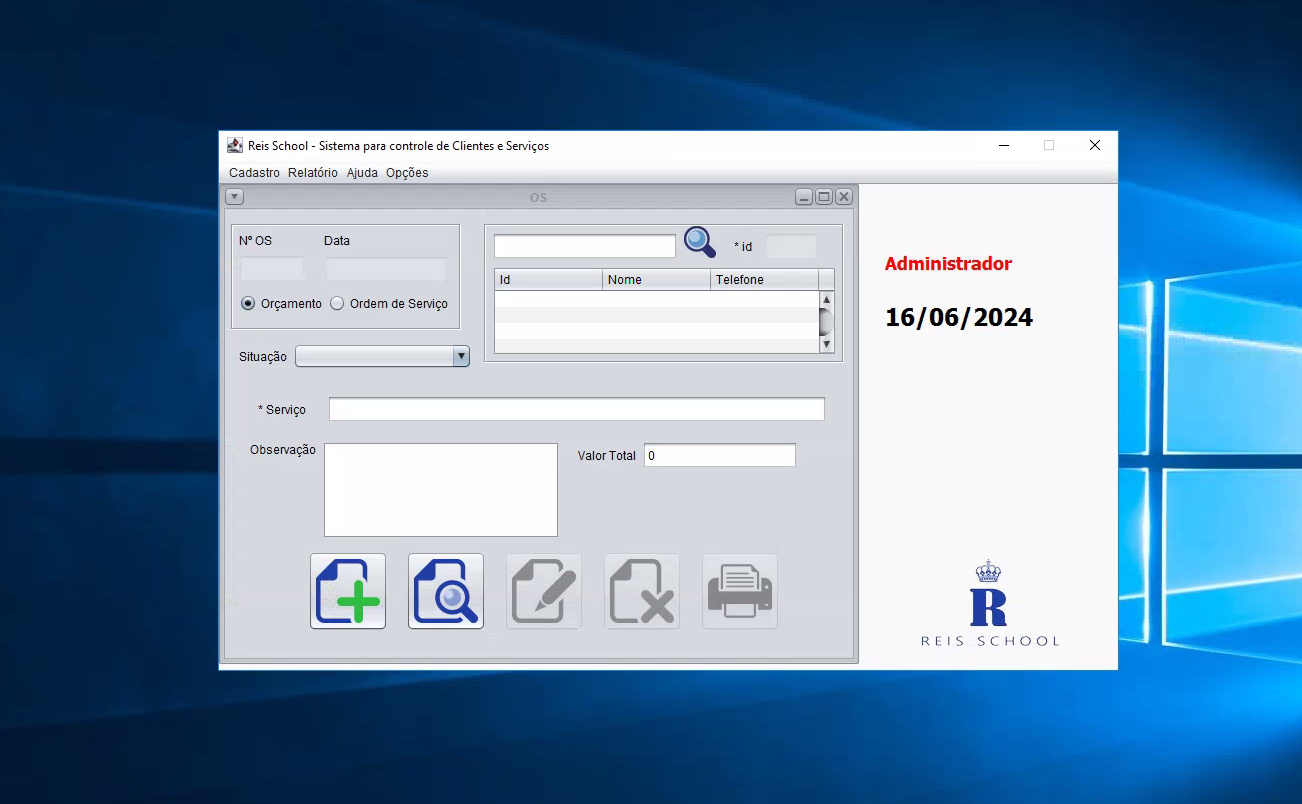 Reis School - Sistema para controle de Clientes e Serviços
Cadastro Relatório Ajuda Opções
OS
Nº OS Data
Orçamento Ordem de Serviço
* id
Id Nome Telefone
Situação
* Serviço
Observação
Valor Total 0
Administrador
16/06/2024
R
REIS SCHOOL